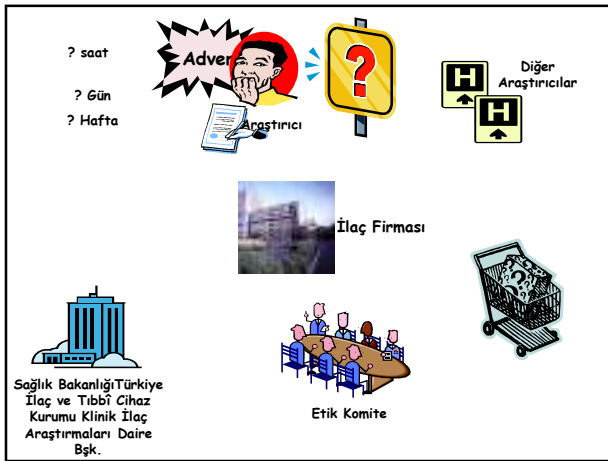 ? saat
? Gün
? Hafta
Adver
Araştırıcı
?
H
H
Diğer
Araştırıcılar
İlaç Firması
Sağlık BakanlığıTürkiye
İlaç ve Tıbbî Cihaz
Kurumu Klinik İlaç
Araştırmaları Daire
Bşk.
Etik Komite